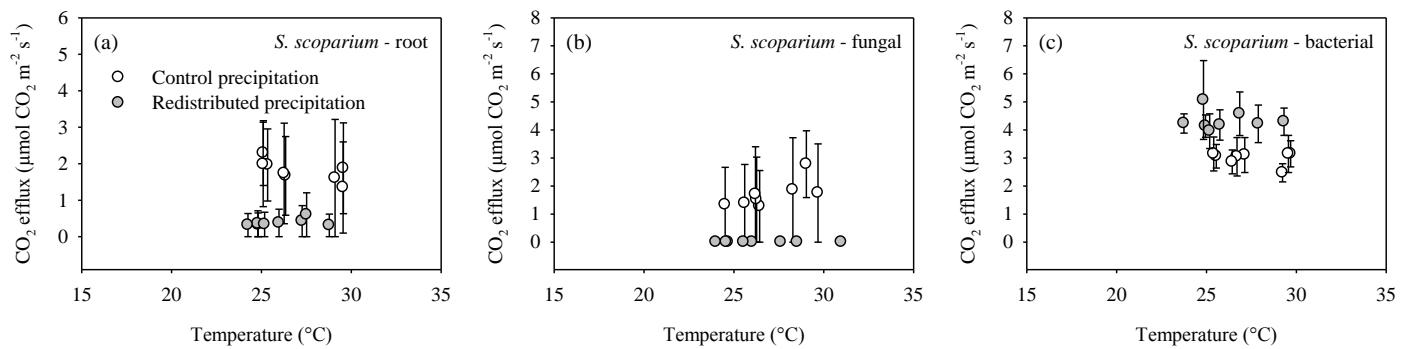 6
5
4
3
2
1
0
CO2 efflux (μmol CO2 m-2 s-1)
(a)
S. scoparium - root
Control precipitation
Redistributed precipitation
15 20 25 30 35
Temperature (°C)
8
7
6
5
4
3
2
1
0
CO2 efflux (μmol CO2 m-2 s-1)
(b)
S. scoparium - fungal
15 20 25 30 35
Temperature (°C)
8
7
6
5
4
3
2
1
0
CO2 efflux (μmol CO2 m-2 s-1)
(c)
S. scoparium - bacterial
15 20 25 30 35
Temperature (°C)